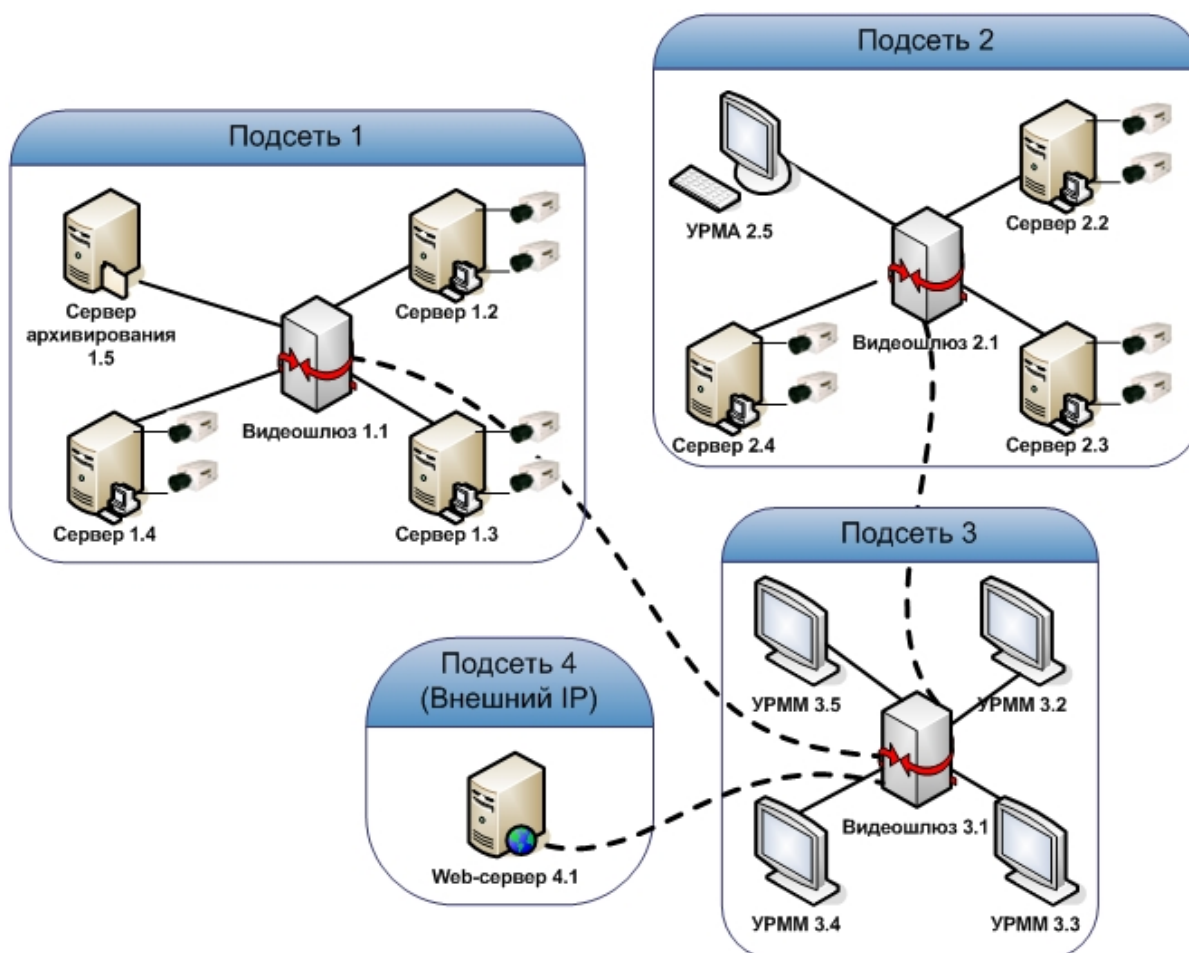 Подсеть 1
Сервер
архивирования
1.5
Сервер 1.2
Видеошлюз 1.1
Сервер 1.4
Сервер 1.3
Подсеть 2
УРМА 2.5
Сервер 2.2
Видеошлюз 2.1
Сервер 2.4
Сервер 2.3
Подсеть 4
(Внешний IP)
Web-сервер 4.1
Подсеть 3
УРММ 3.5
УРММ 3.2
Видеошлюз 3.1
УРММ 3.4
УРММ 3.3